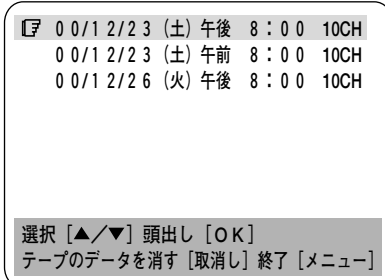 ００/１２/２３（土）午後　８：００　10CH
００/１２/２３（土）午前　８：００　10CH
００/１２/２６（火）午後　８：００　10CH
選択［▲／▼］頭出し［ＯＫ］
テープのデータを消す［取消し］終了［メニュー］